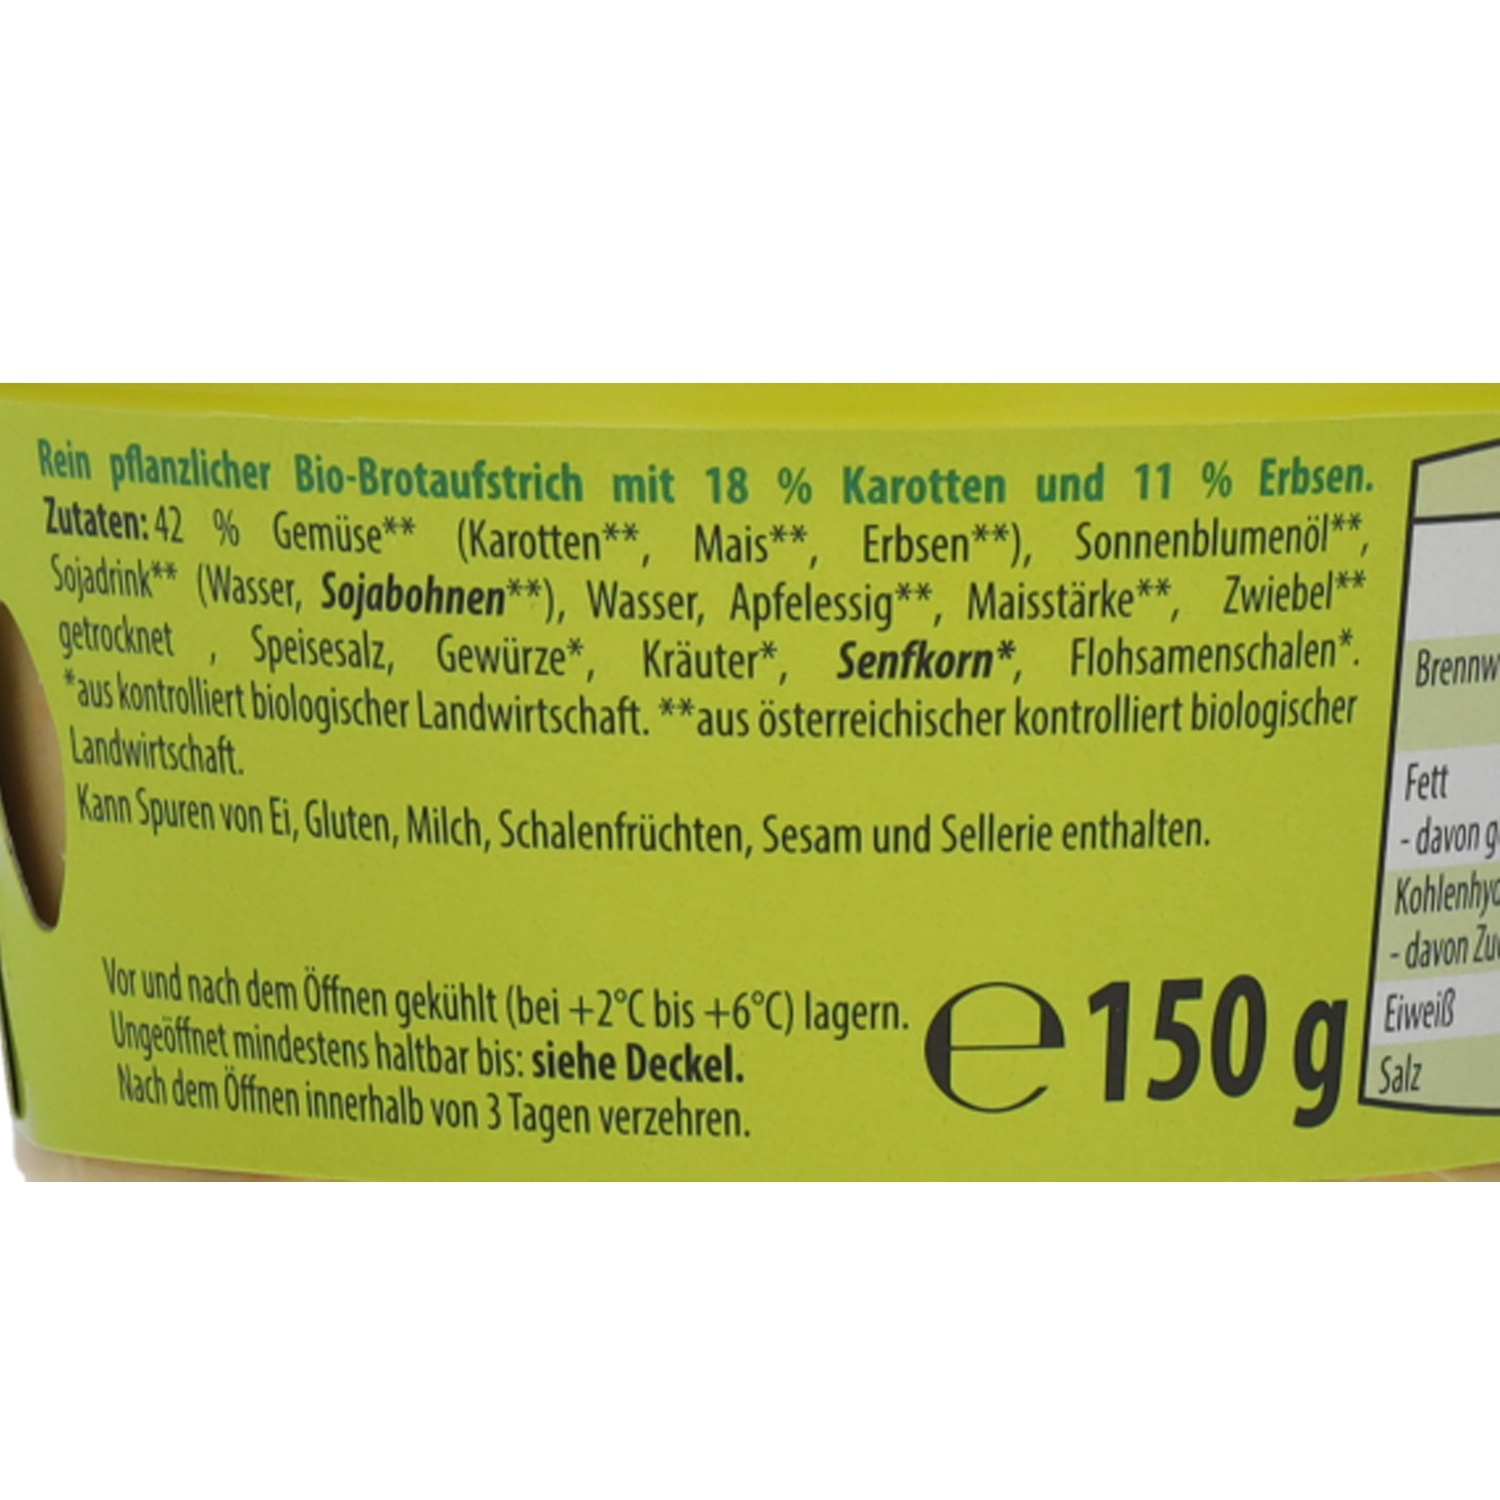 Rein pflanzlicher Bio-Brotaufstrich mit 18 % Karotten und 11 % Erbsen.
Zutaten: 42 % Gemüse** (Karotten**, Mais**, Erbsen**), Sonnenblumenöl**,
Sojadrink** (Wasser, Sojabohnen**), Wasser, Apfelessig**, Maisstärke**, Zwiebel**
getrocknet , Speisesalz, Gewürze*, Kräuter*, Senfkorn*, Flohsamenschalen*.
*aus kontrolliert biologischer Landwirtschaft. **aus österreichischer kontrolliert biologischer
Landwirtschaft.
Kann Spuren von Ei, Gluten, Milch, Schalenfrüchten, Sesam und Sellerie enthalten.
Vor und nach dem Öffnen gekühlt (bei +2°C bis +6°C) lagern.
Ungeöffnet mindestens haltbar bis: siehe Deckel.
Nach dem Öffnen innerhalb von 3 Tagen verzehren.
℮ 150 g
Fett
- davon
- davon
Eiweiß
Salz